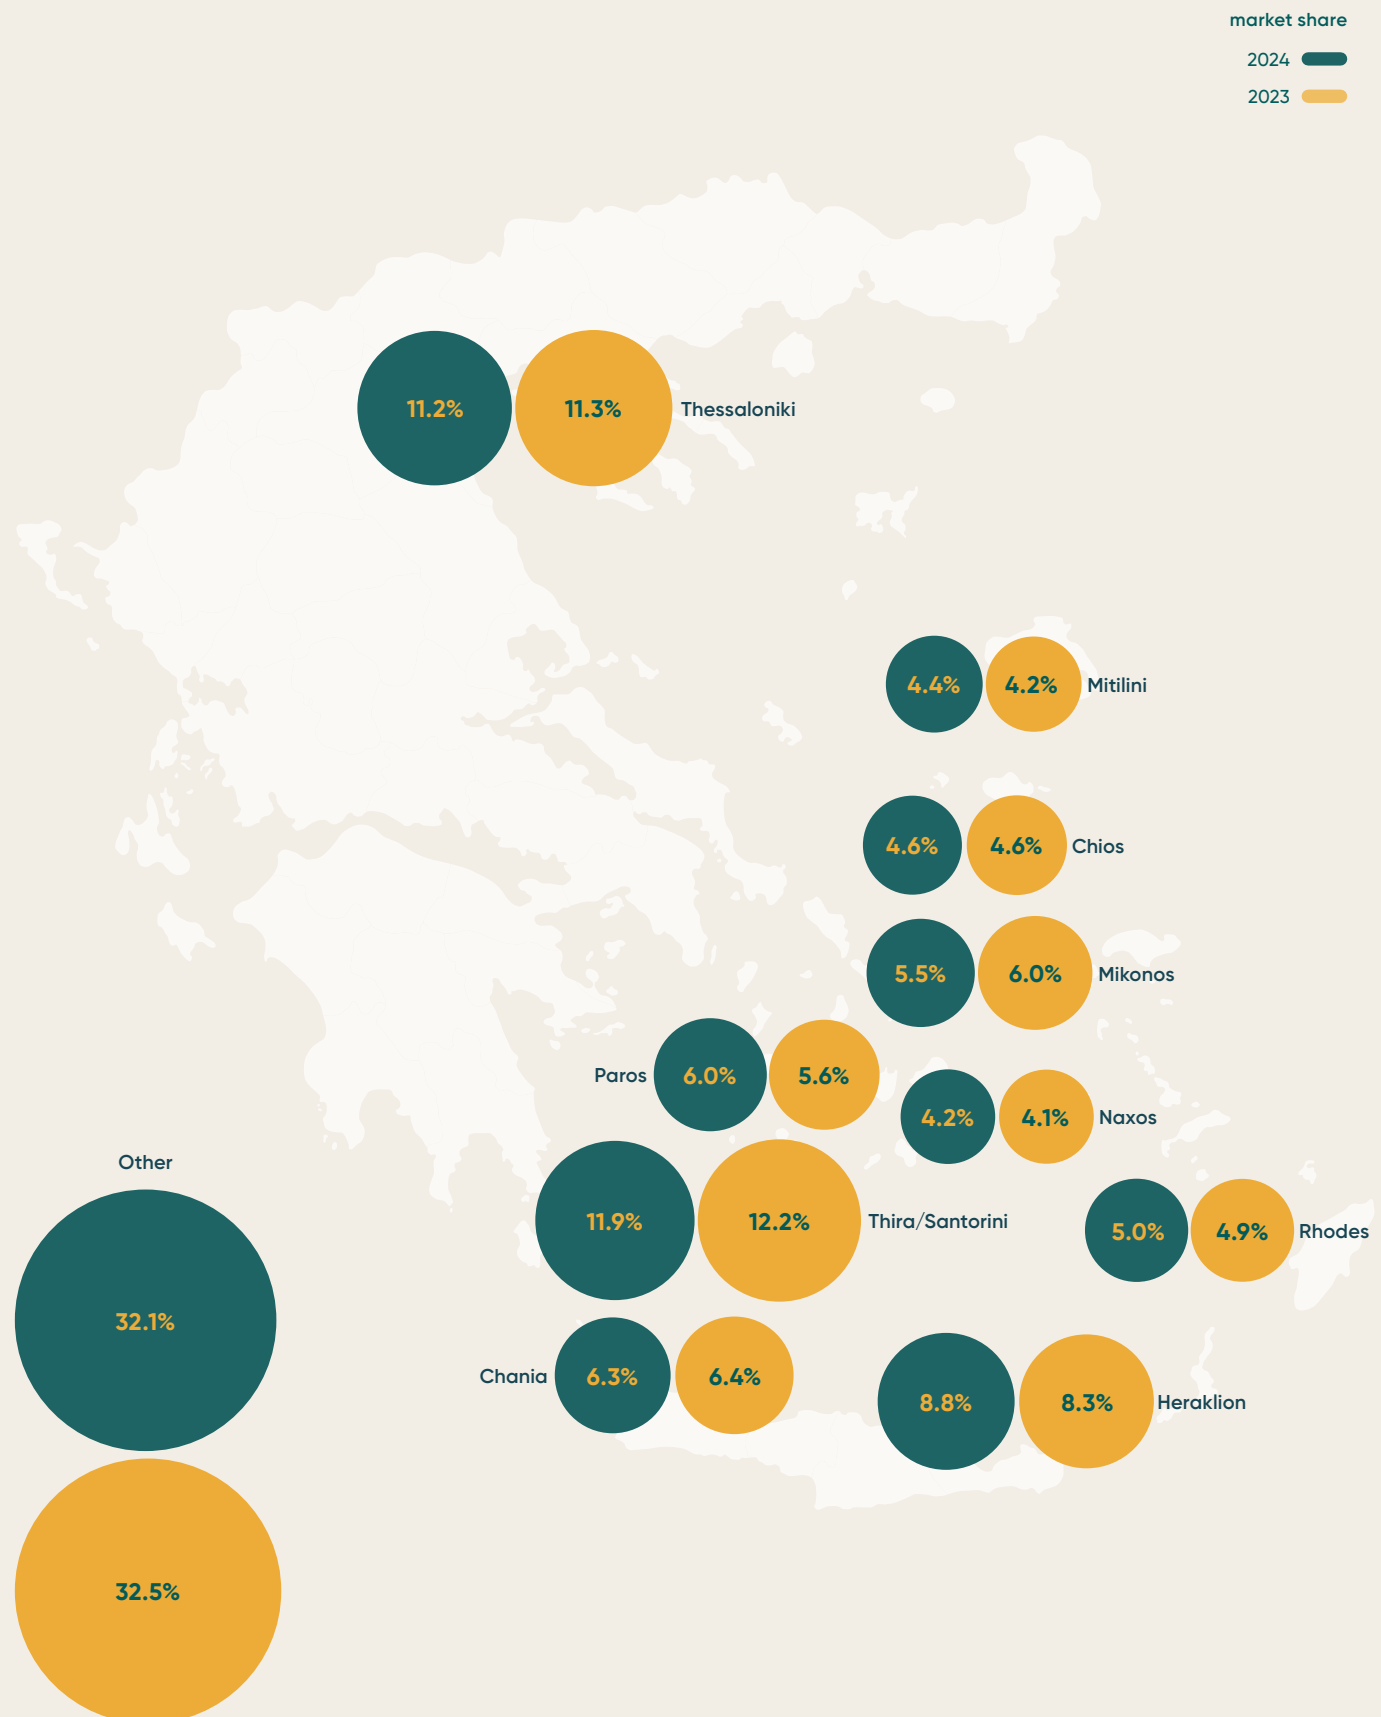 market share
2024
2023
11.2% 11.3% Thessaloniki
4.4% 4.2% Mitilini
4.6% 4.6% Chios
5.5% 6.0% Mikonos
Paros 6.0% 5.6%
4.2% 4.1% Naxos
Other
32.1%
32.5%
11.9% 12.2% Thira/Santorini
5.0% 4.9% Rhodes
Chania 6.3% 6.4%
8.8% 8.3% Heraklion